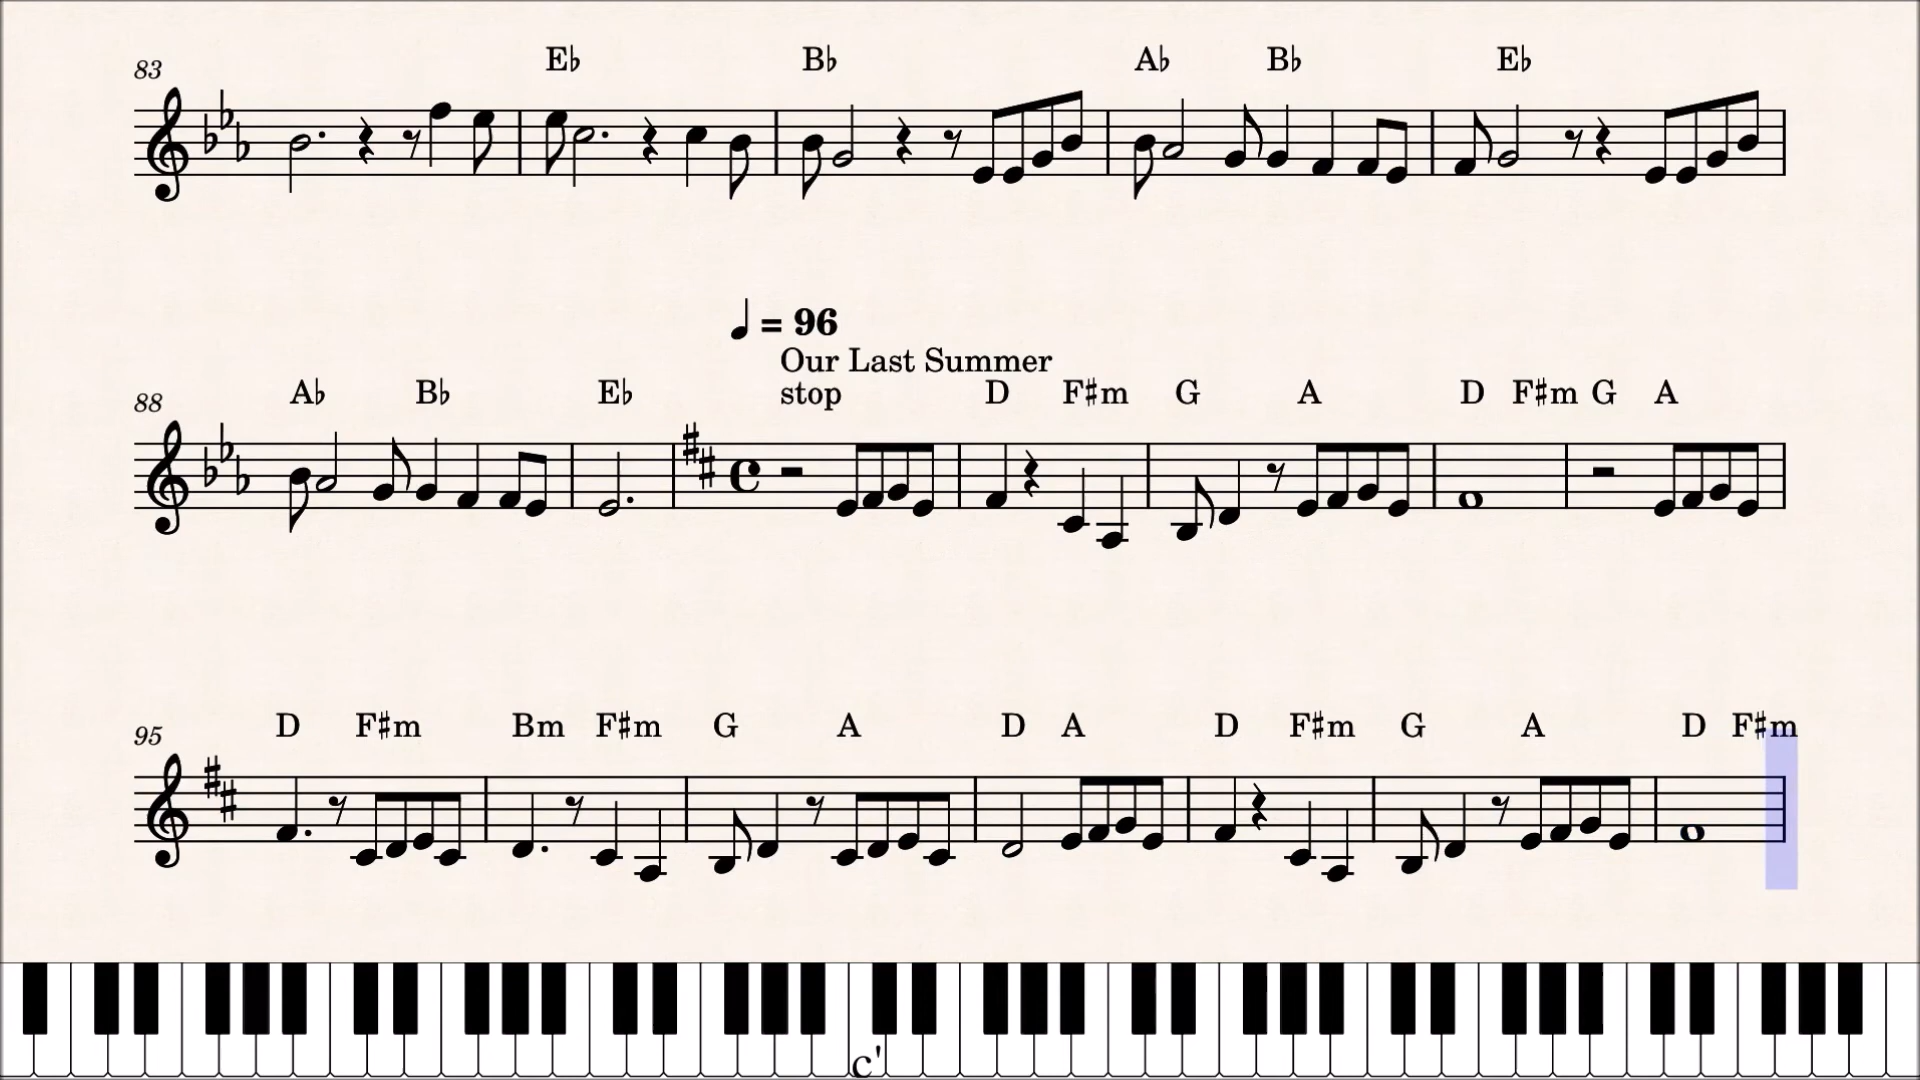 83 E♭ B♭ A♭ B♭ E♭
♩ = 96
Our Last Summer
88 A♭ B♭ E♭ stop D F♯m G A D F♯m G A
95 D F♯m Bm F♯m G A D A D F♯m G A D F♯m
c'